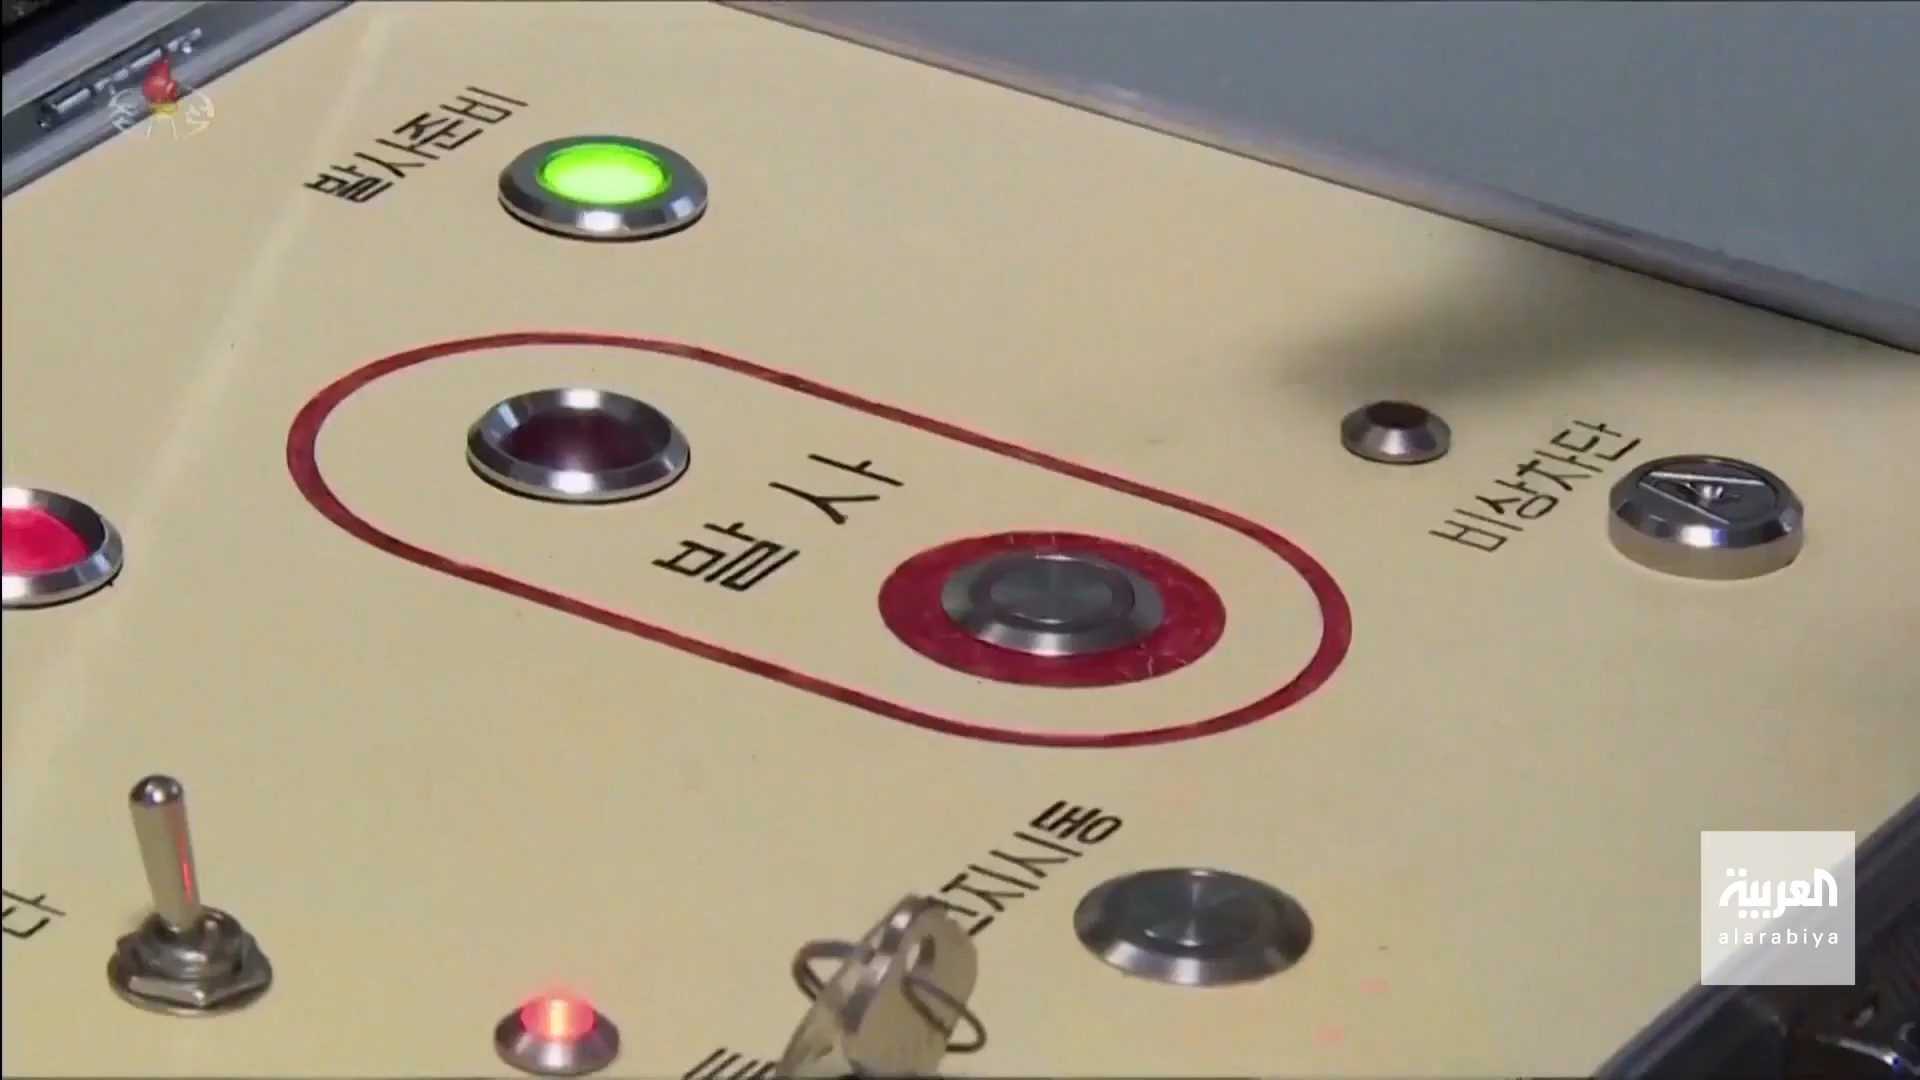 발사준비
발사
비상차단
العربية
alarabiya